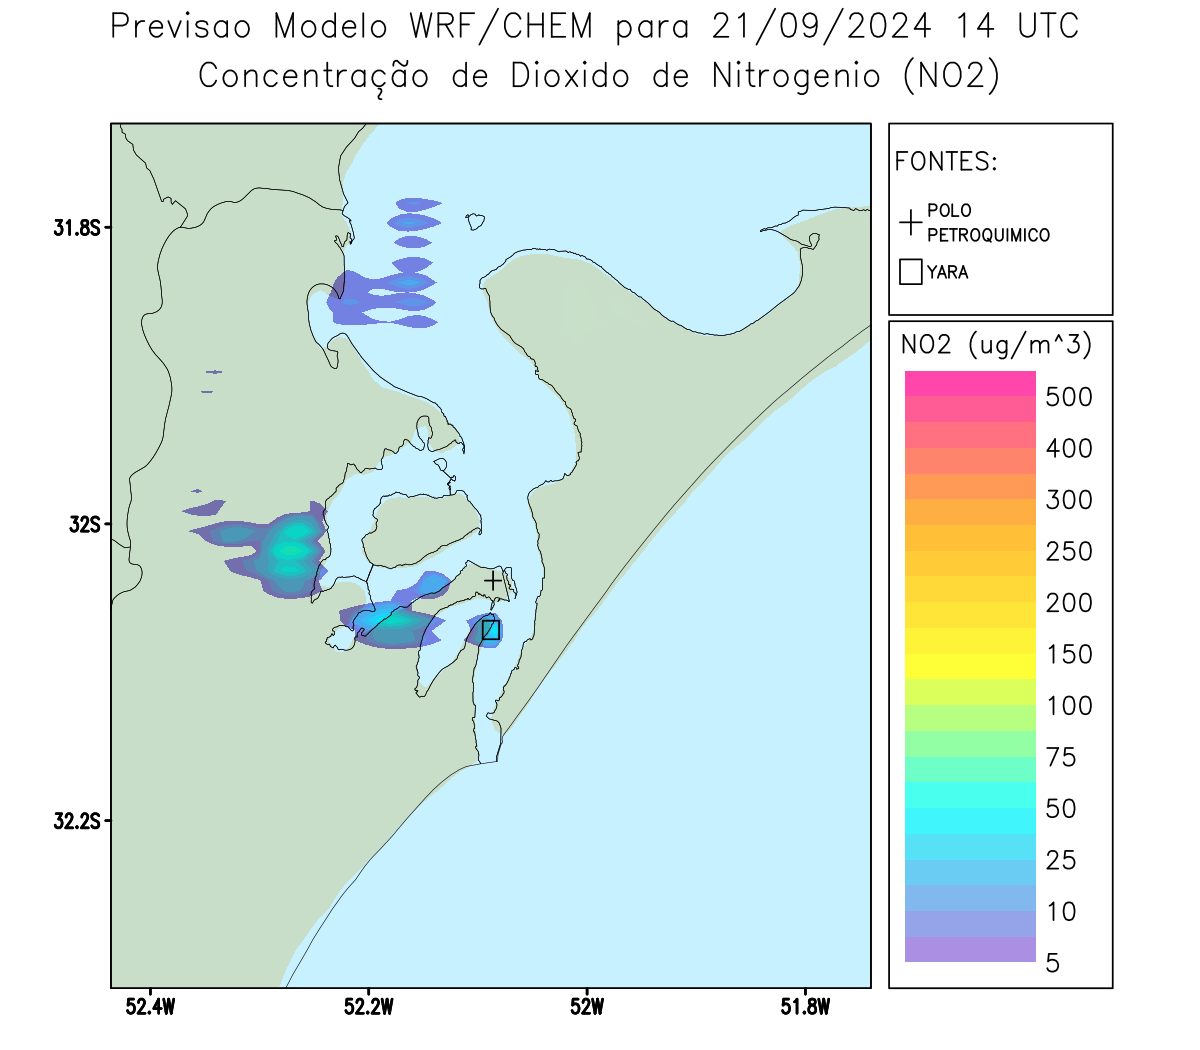 Previsao Modelo WRF/CHEM para 21/09/2024 14 UTC
Concentração de Dioxido de Nitrogenio (NO2)
FONTES:
POLO
PETROQUIMICO
YARA
NO2 (ug/m^3)
500
400
300
250
200
150
100
75
50
25
10
5
31.8S
32S
32.2S
52.4W
52.2W
52W
51.8W